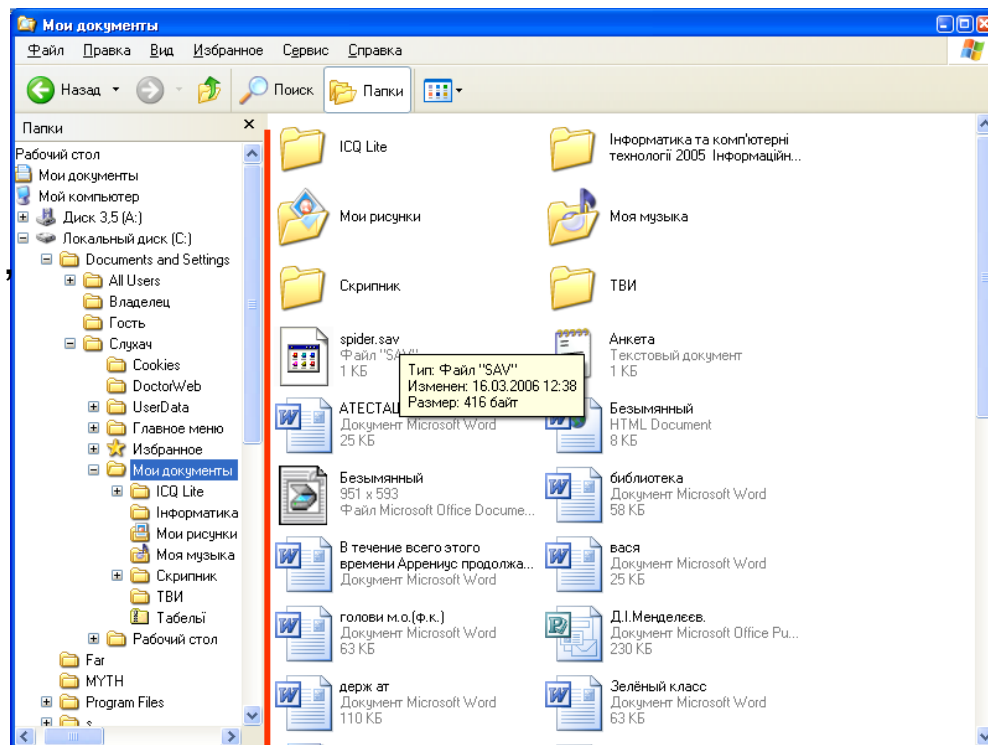 Мои документы
Файл Правка Вид Избранное Сервис Справка
Назад Поиск Папки
Папки
Рабочий стол
Мои документы
Мой компьютер
Диск 3,5 (A:)
Локальный диск (C:)
Documents and Settings
All Users
Владелец
Гость
Слухач
Cookies
DoctorWeb
UserData
Главное меню
Избранное
Мои документы
ICQ Lite
Інформатика
Мои рисунки
Моя музыка
Скрипник
ТВИ
Табельї
Рабочий стол
Far
MYTH
Program Files
ICQ Lite
Інформатика та комп'ютерні
технології 2005 Інформаційн...
Мои рисунки
Моя музыка
Скрипник
ТВИ
spider.sav
Файл "SAV"
1 КБ
Тип: Файл "SAV"
Изменен: 16.03.2006 12:38
Размер: 416 байт
Анкета
Текстовый документ
1 КБ
Документ Microsoft Word
25 КБ
Безымянный
HTML Document
8 КБ
Безымянный
951 x 593
Файл Microsoft Office Docume...
библиотека
Документ Microsoft Word
58 КБ
В течение всего этого
времени Аррениус продолжа...
Документ Microsoft Word
вася
Документ Microsoft Word
25 КБ
голови м.о.(ф.к.)
Документ Microsoft Word
63 КБ
Д.І.Менделєєв.
Документ Microsoft Office Pu...
230 КБ
держ ат
Документ Microsoft Word
110 КБ
Зелёный класс
Документ Microsoft Word
63 КБ